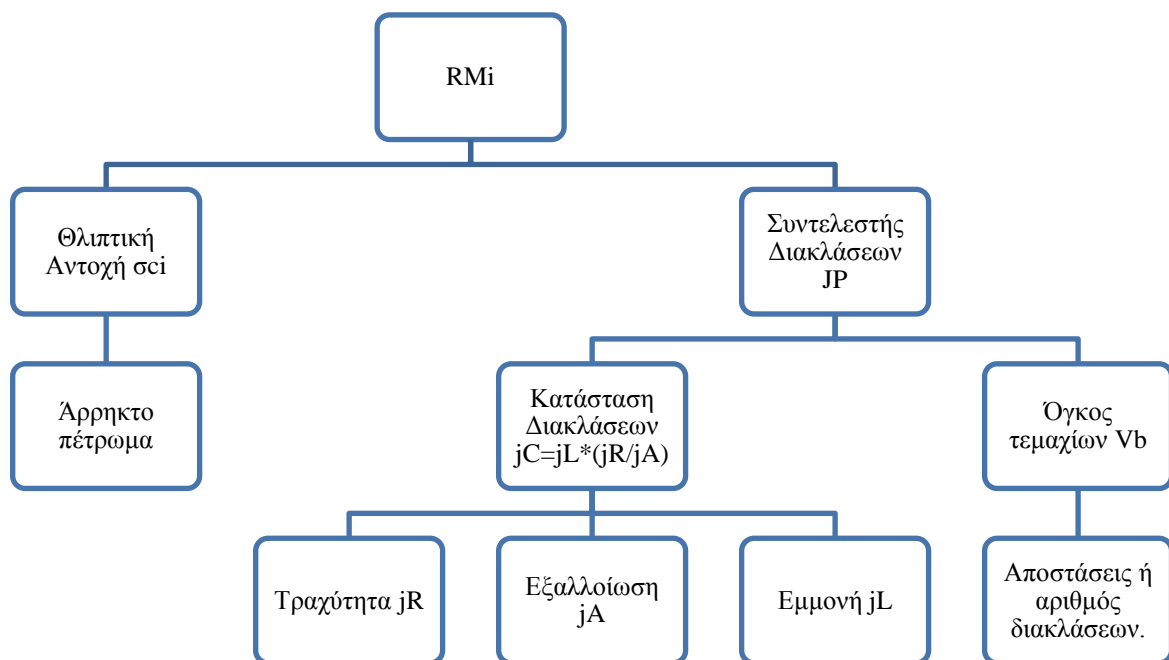 RMi
Θλιπτική
Αντοχή σci
Συντελεστής
Διακλάσεων
JP
Άρρηκτο
πέτρωμα
Κατάσταση
Διακλάσεων
jC=jL*(jR/jA)
Όγκος
τεμαχίων Vb
Τραχύτητα jR
Εξαλλοίωση
jA
Εμμονή jL
Αποστάσεις ή
αριθμός
διακλάσεων.